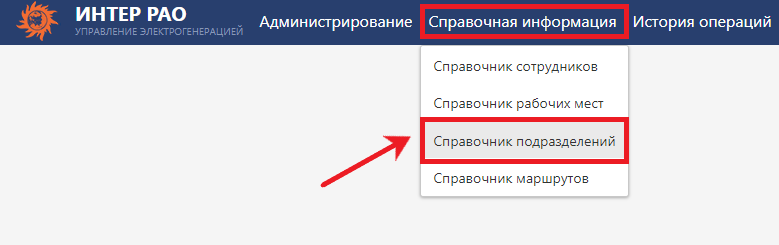 ИНТЕР РАО
УПРАВЛЕНИЕ ЭЛЕКТРОГЕНЕРАЦИЕЙ
Администрирование Справочная информация История операций
Справочник сотрудников
Справочник рабочих мест
Справочник подразделений
Справочник маршрутов